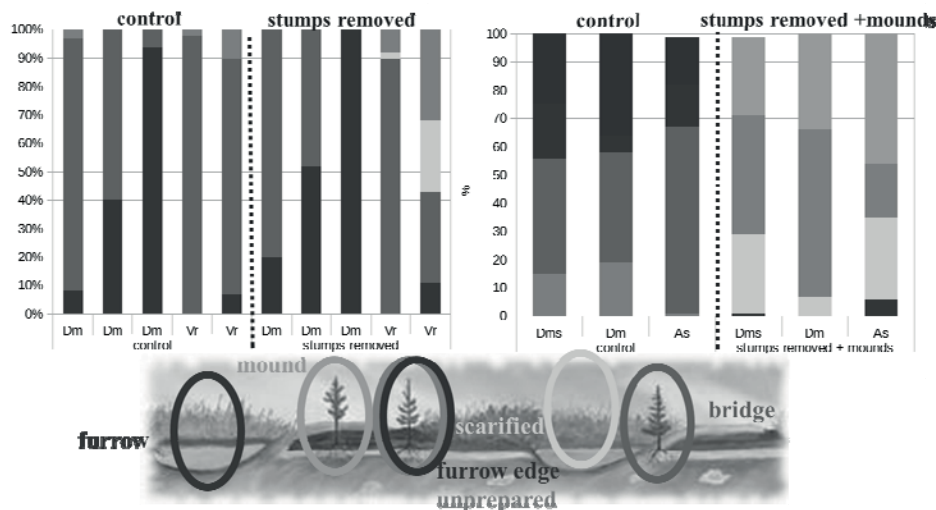 control stumps removed
100%
90%
80%
70%
60%
50%
40%
30%
20%
10%
0%
Dm Dm Dm Vr Vr Dm Dm Dm Vr Vr
control stumps removed
control stumps removed +mounds
%
100
90
80
70
60
50
40
30
20
10
0
Dms Dm As Dms Dm As
control stumps removed + mounds
mound
bridge
scarified
furrow
furrow edge
unprepared